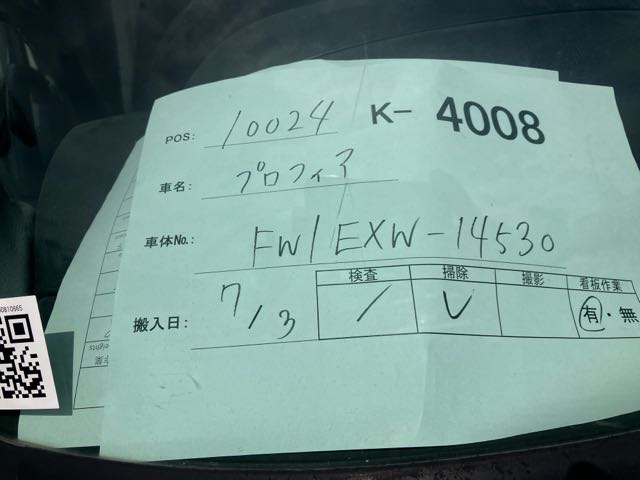 POS: 10024 K- 4008
車名: プロフィア
車体No.: FW1EXW-14530
搬入日: 7/3
検査 掃除 撮影 看板作業
／ ✓ 有・無